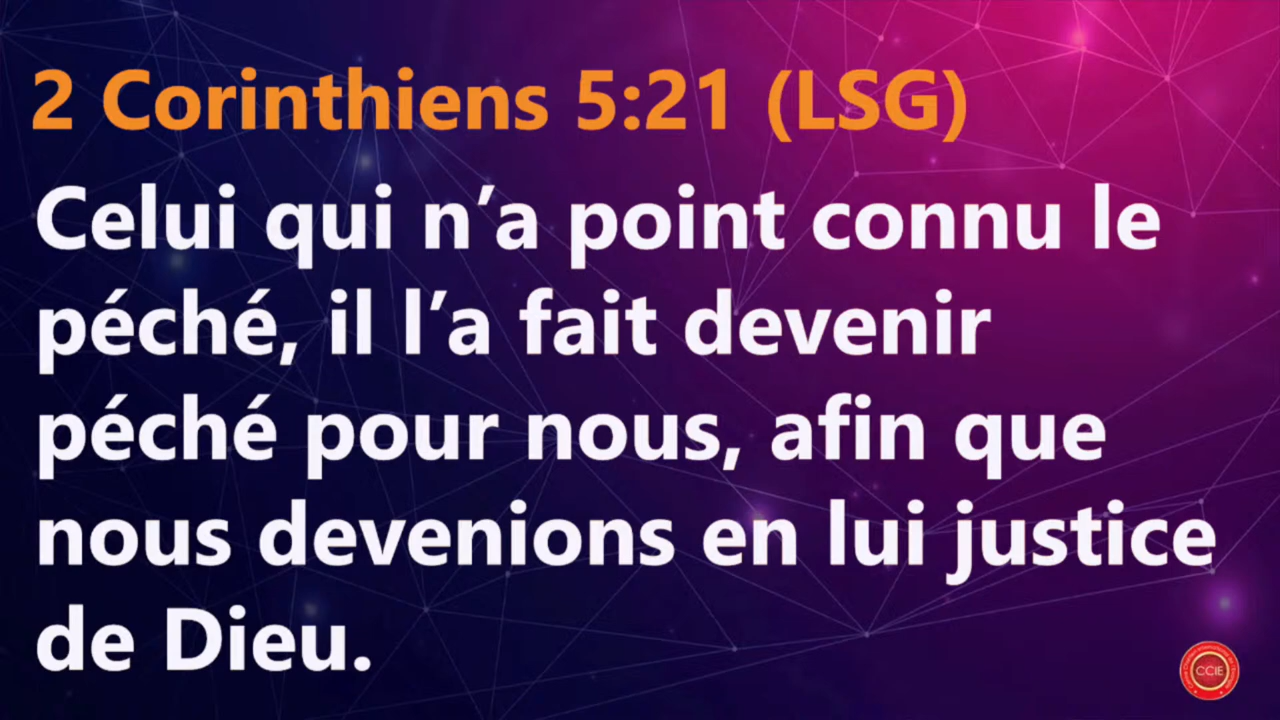 2 Corinthiens 5:21 (LSG)
Celui qui n’a point connu le
péché, il l’a fait devenir
péché pour nous, afin que
nous devenions en lui justice
de Dieu.
CCIE